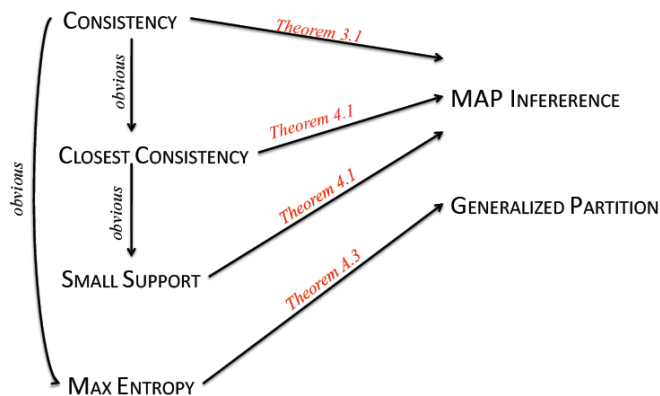 CONSISTENCY
Theorem 3.1
obvious
MAP INFERERENCE
Theorem 4.1
CLOSEST CONSISTENCY
obvious
obvious
Theorem 4.1
GENERALIZED PARTITION
SMALL SUPPORT
Theorem A.3
MAX ENTROPY